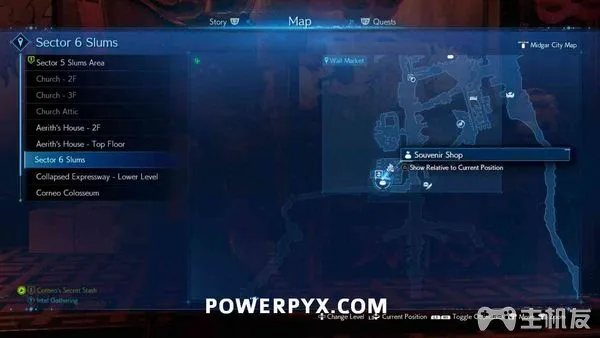 Story
Map
Quests
Sector 6 Slums
Midgar City Map
Sector 5 Slums Area
Church - 2F
Church - 3F
Church Attic
Aerith's House - 2F
Aerith's House - Top Floor
Sector 6 Slums
Collapsed Expressway - Lower Level
Corneo Colosseum
Wall Market
Souvenir Shop
Show Relative to Current Position
Corneo's Secret Stash
Intel Gathering
POWERPYX.COM
Change Level
Current Position
Toggle
Move
Zoom
主机友